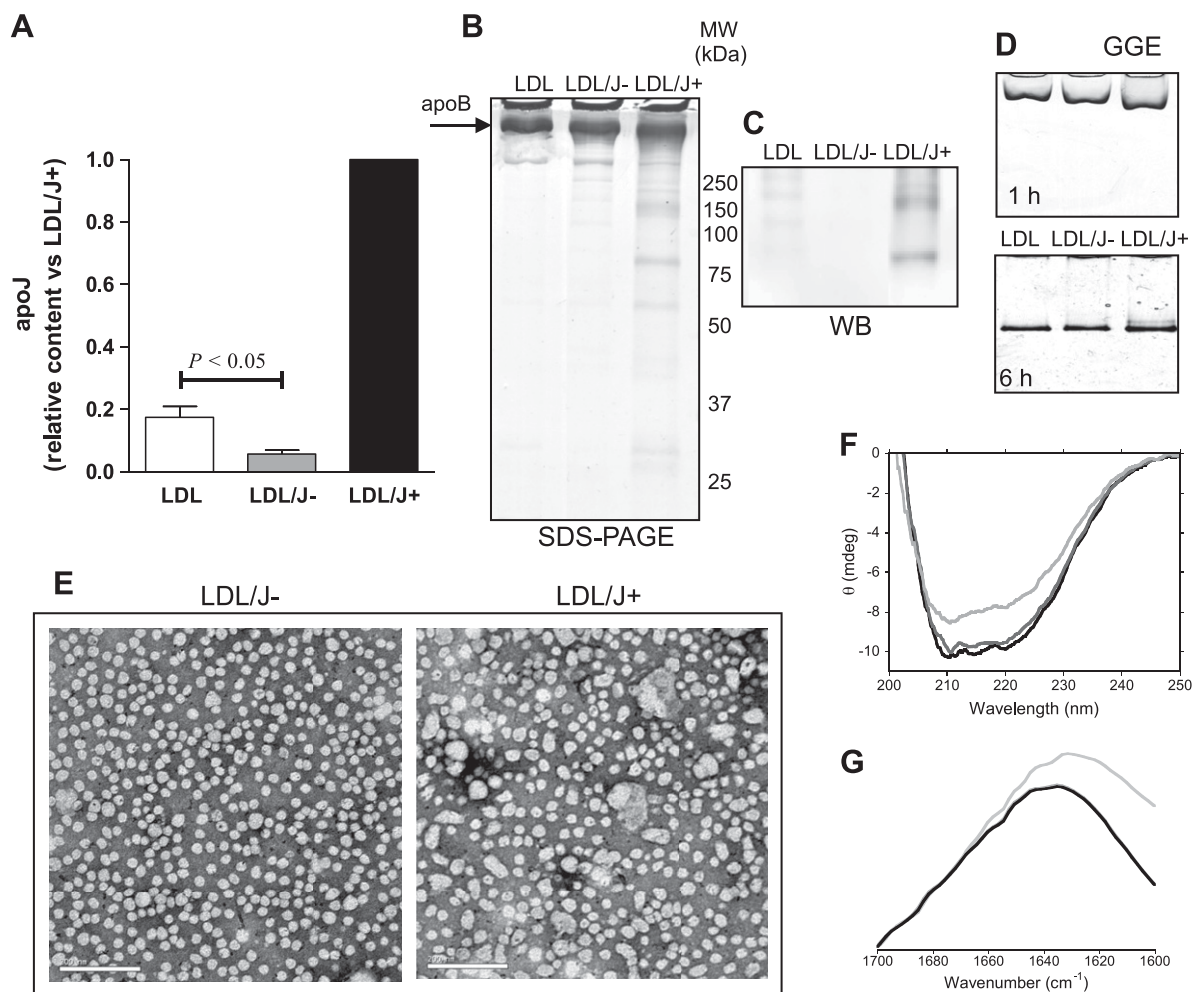 A
apoJ
(relative content vs LDL/J+)
1.0
0.8
0.6
0.4
0.2
0.0
P < 0.05
LDL
LDL/J-
LDL/J+
B
MW
(kDa)
LDL LDL/J- LDL/J+
apoB
250
150
100
75
50
37
25
SDS-PAGE
C
LDL LDL/J- LDL/J+
WB
D
GGE
1 h
LDL LDL/J- LDL/J+
6 h
E
LDL/J-
LDL/J+
F
θ (mdeg)
0
-2
-4
-6
-8
-10
200 210 220 230 240 250
Wavelength (nm)
G
1700 1680 1660 1640 1620 1600
Wavenumber (cm⁻¹)